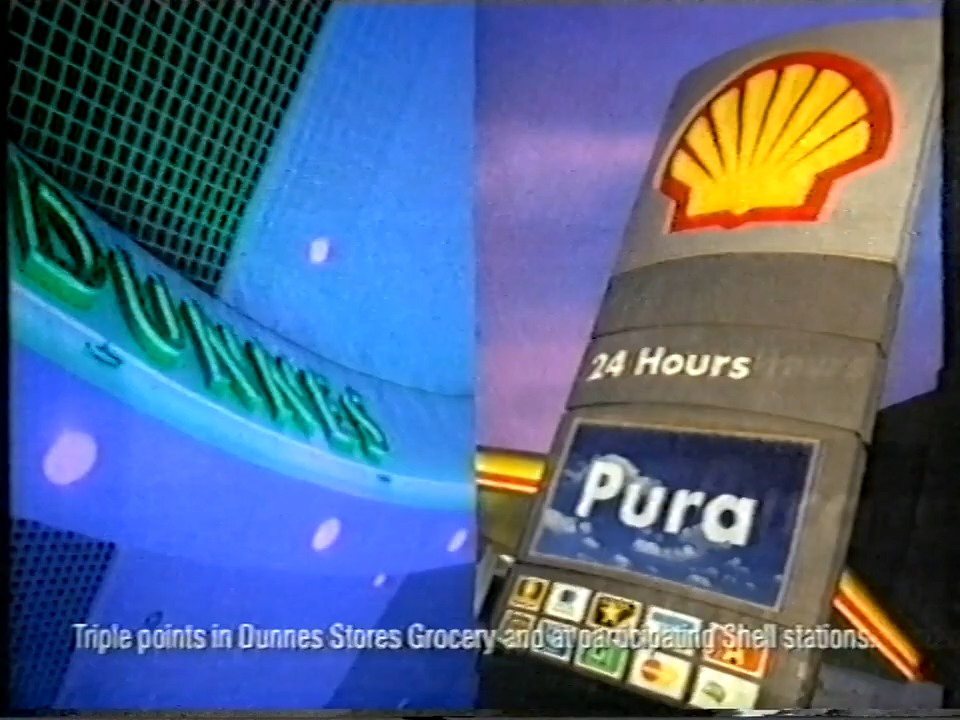 DUNNES
24 Hours
Pura
Triple points in Dunnes Stores Grocery and at participating Shell stations.